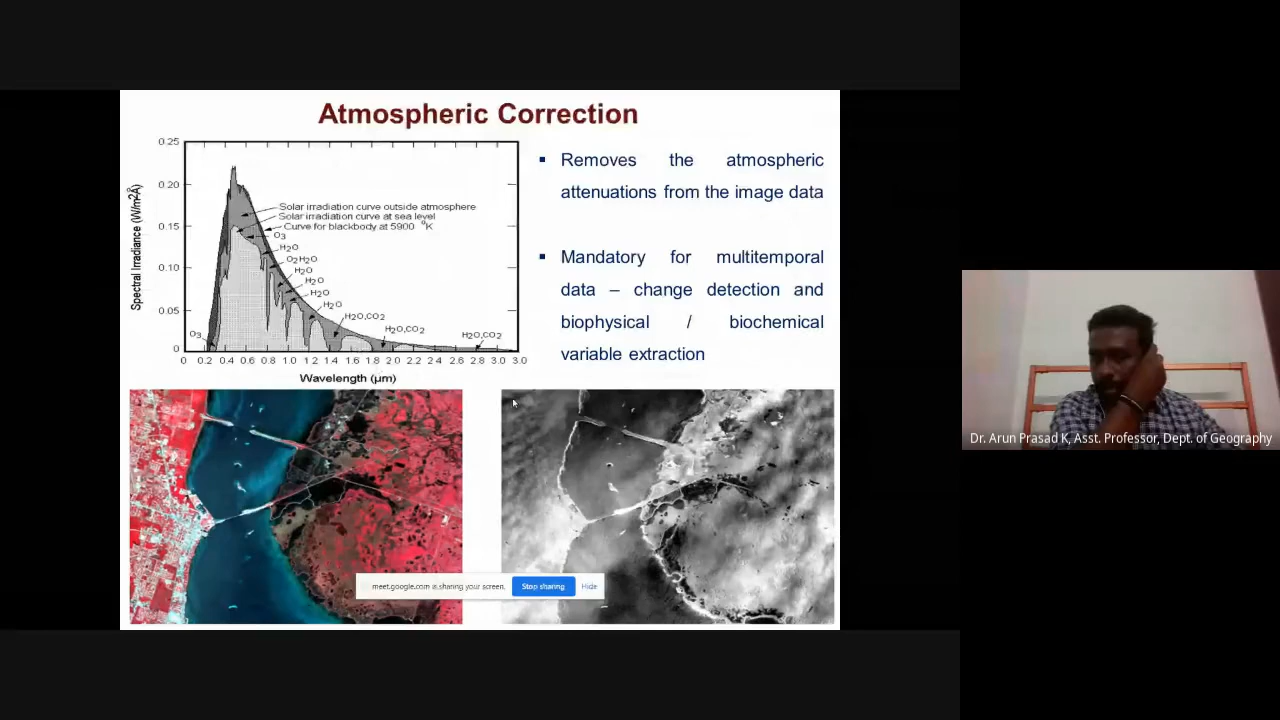 Atmospheric Correction
0.25
0.20
0.15
0.10
0.05
0
Spectral Irradiance (W/m²Å)
Solar irradiation curve outside atmosphere
Solar irradiation curve at sea level
Curve for blackbody at 5900 °K
O3
H2O
O2H2O
H2O
H2O
H2O
H2O
H2O,CO2
H2O,CO2
H2O,CO2
O3
0 0.2 0.4 0.6 0.8 1.0 1.2 1.4 1.6 1.8 2.0 2.2 2.4 2.6 2.8 3.0
Wavelength (µm)
▪ Removes the atmospheric
attenuations from the image data
▪ Mandatory for multitemporal
data – change detection and
biophysical / biochemical
variable extraction
meet.google.com is sharing your screen. Stop sharing Hide
Dr. Arun Prasad K, Asst. Professor, Dept. of Geography